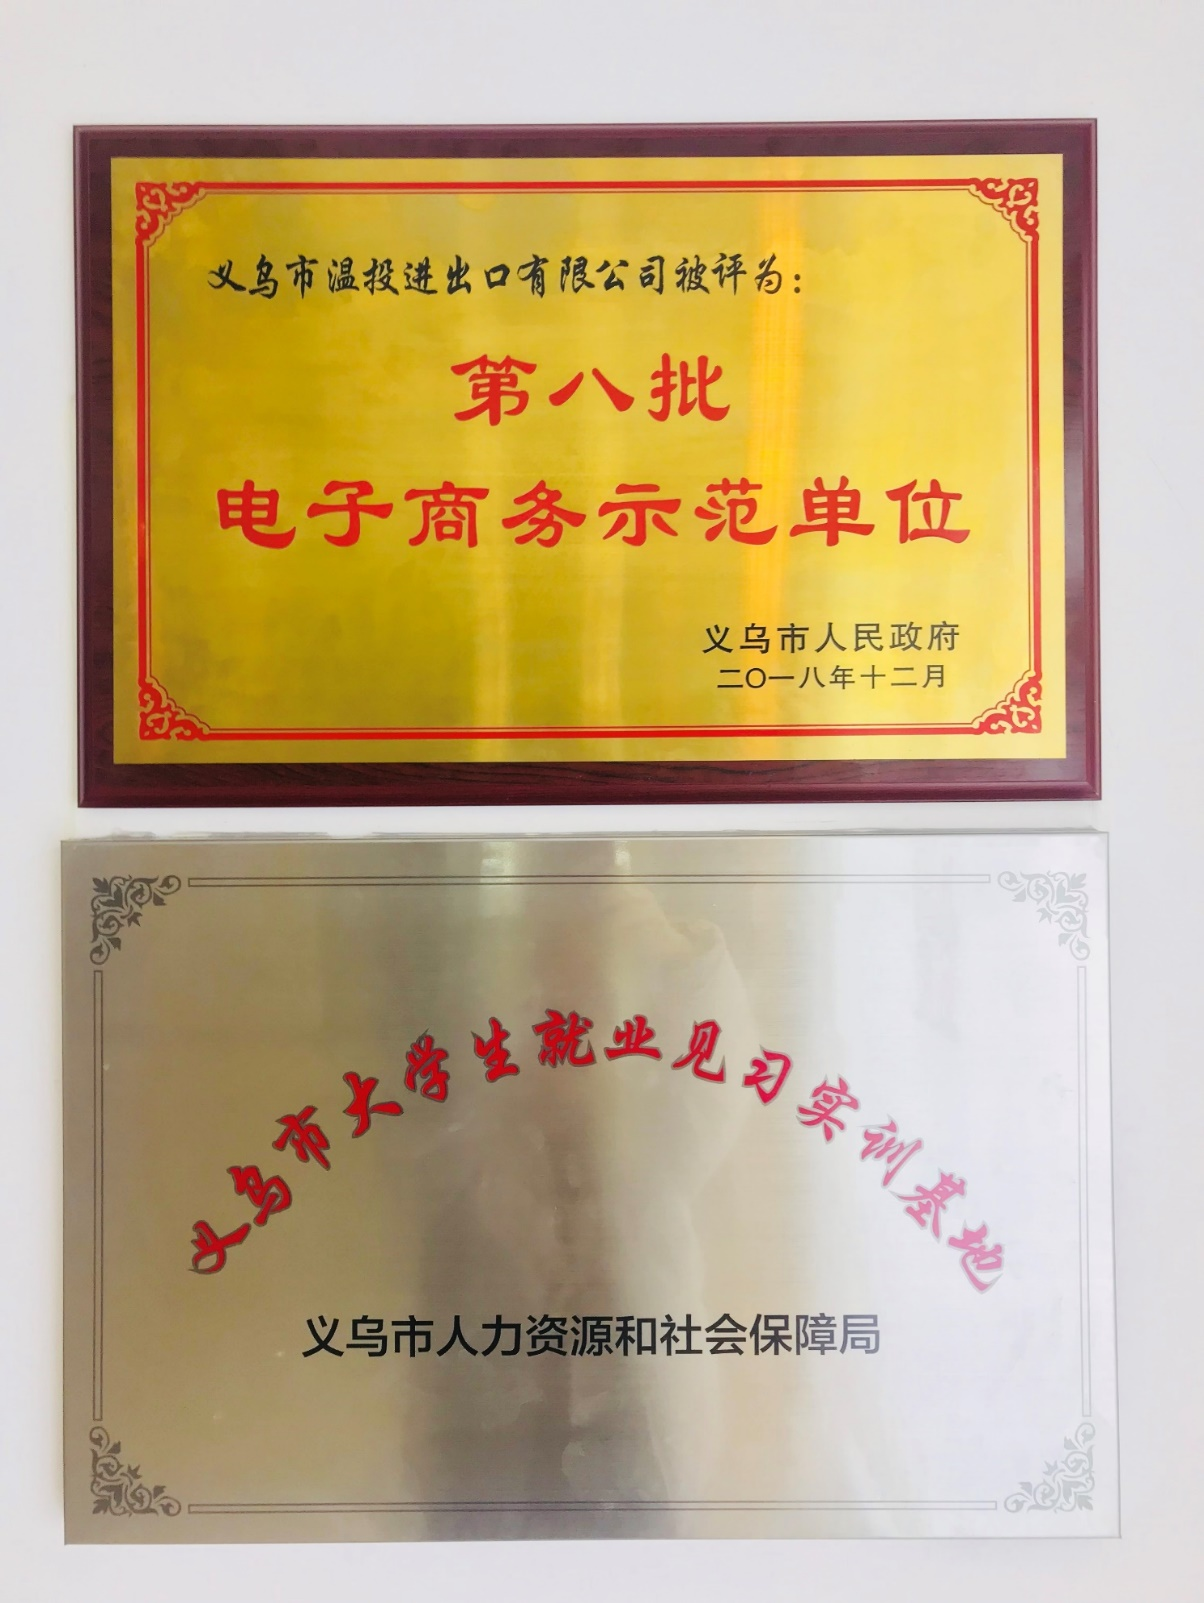 义乌市温投进出口有限公司被评为：
第八批
电子商务示范单位
义乌市人民政府
二〇一八年十二月
义乌市大学生就业见习实训基地
义乌市人力资源和社会保障局